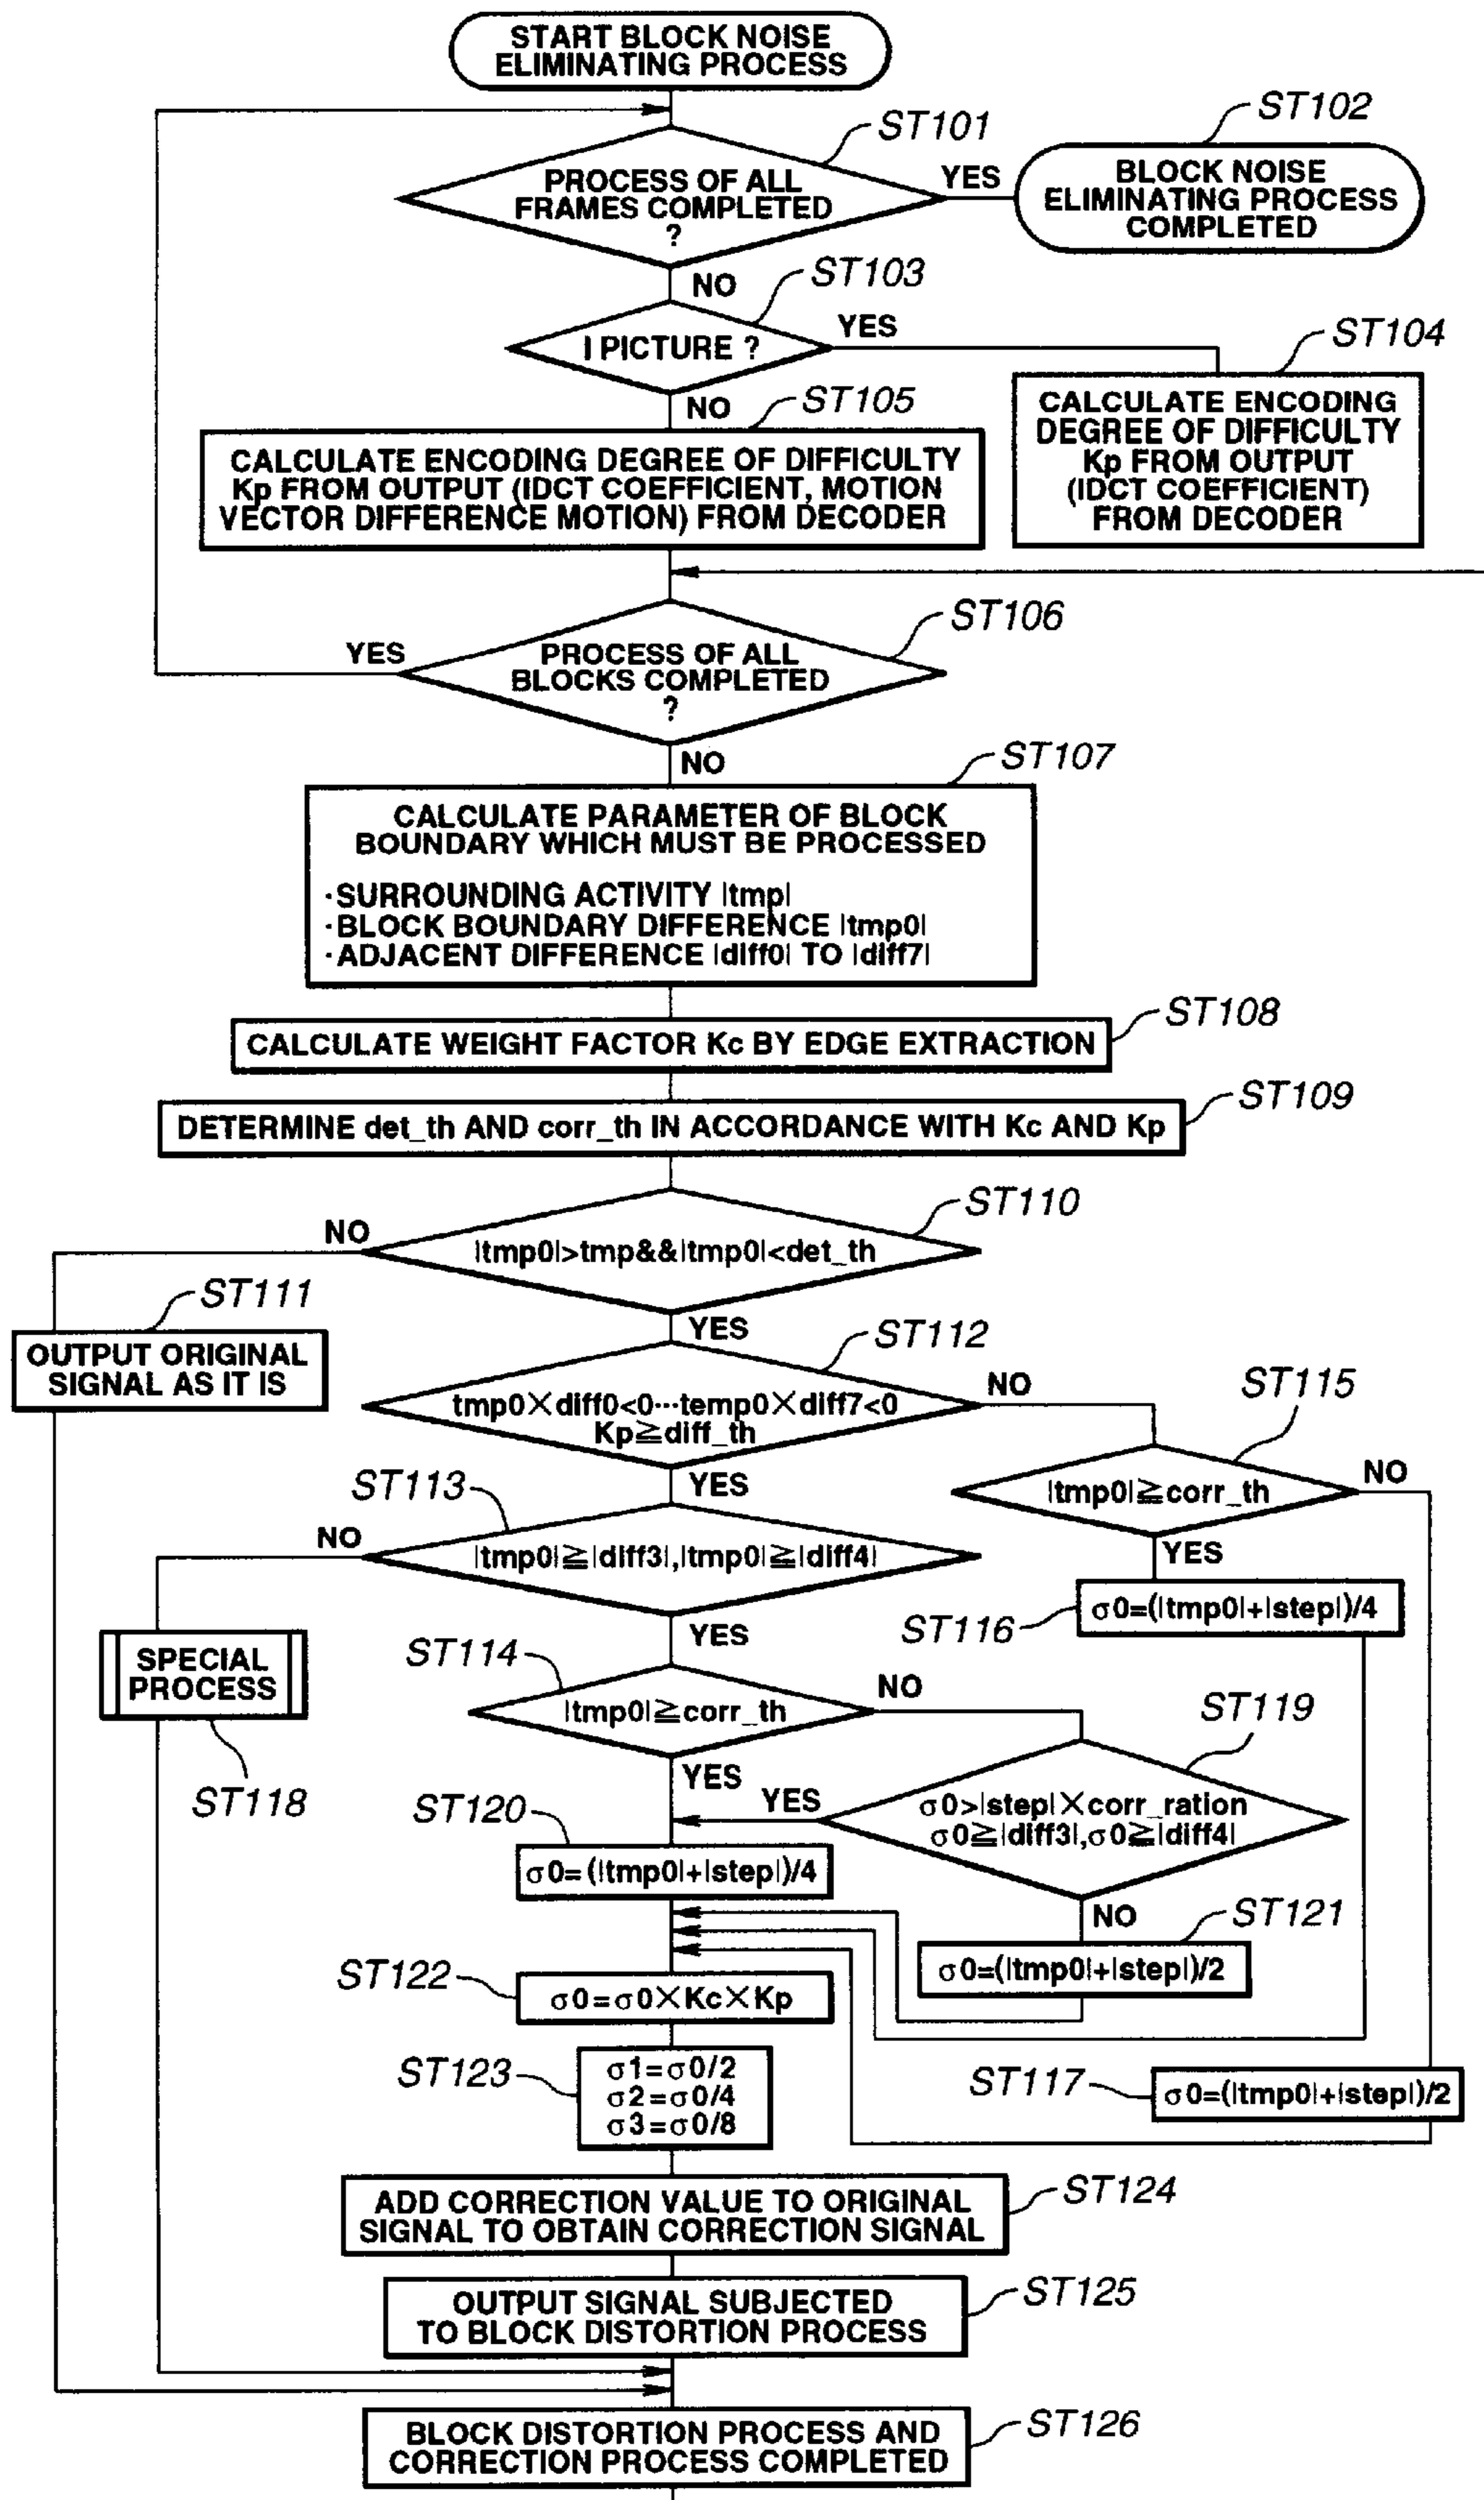 START BLOCK NOISE
ELIMINATING PROCESS
ST101
ST102
PROCESS OF ALL
FRAMES COMPLETED
?
YES
BLOCK NOISE
ELIMINATING PROCESS
COMPLETED
NO
ST103
I PICTURE ?
YES
ST104
NO
ST105
CALCULATE ENCODING DEGREE OF DIFFICULTY
Kp FROM OUTPUT (IDCT COEFFICIENT, MOTION
VECTOR DIFFERENCE MOTION) FROM DECODER
CALCULATE ENCODING
DEGREE OF DIFFICULTY
Kp FROM OUTPUT
(IDCT COEFFICIENT)
FROM DECODER
ST106
YES
PROCESS OF ALL
BLOCKS COMPLETED
?
NO
ST107
CALCULATE PARAMETER OF BLOCK
BOUNDARY WHICH MUST BE PROCESSED
·SURROUNDING ACTIVITY |tmp|
·BLOCK BOUNDARY DIFFERENCE |tmp0|
·ADJACENT DIFFERENCE |diff0| TO |diff7|
ST108
CALCULATE WEIGHT FACTOR Kc BY EDGE EXTRACTION
ST109
DETERMINE det_th AND corr_th IN ACCORDANCE WITH Kc AND Kp
ST110
NO
|tmp0|>tmp&&|tmp0|<det_th
ST111
YES
OUTPUT ORIGINAL
SIGNAL AS IT IS
ST112
tmp0×diff0<0···temp0×diff7<0
Kp≧diff_th
NO
ST115
YES
|tmp0|≧corr_th
NO
ST113
NO
|tmp0|≧|diff3|,|tmp0|≧|diff4|
YES
ST116
σ0=(|tmp0|+|step|)/4
YES
SPECIAL
PROCESS
ST118
ST114
|tmp0|≧corr_th
NO
ST119
YES
YES
σ0>|step|×corr_ration
σ0≧|diff3|,σ0≧|diff4|
ST120
σ0=(|tmp0|+|step|)/4
NO
ST121
σ0=(|tmp0|+|step|)/2
ST122
σ0=σ0×Kc×Kp
ST123
σ1=σ0/2
σ2=σ0/4
σ3=σ0/8
ST117
σ0=(|tmp0|+|step|)/2
ST124
ADD CORRECTION VALUE TO ORIGINAL
SIGNAL TO OBTAIN CORRECTION SIGNAL
ST125
OUTPUT SIGNAL SUBJECTED
TO BLOCK DISTORTION PROCESS
ST126
BLOCK DISTORTION PROCESS AND
CORRECTION PROCESS COMPLETED